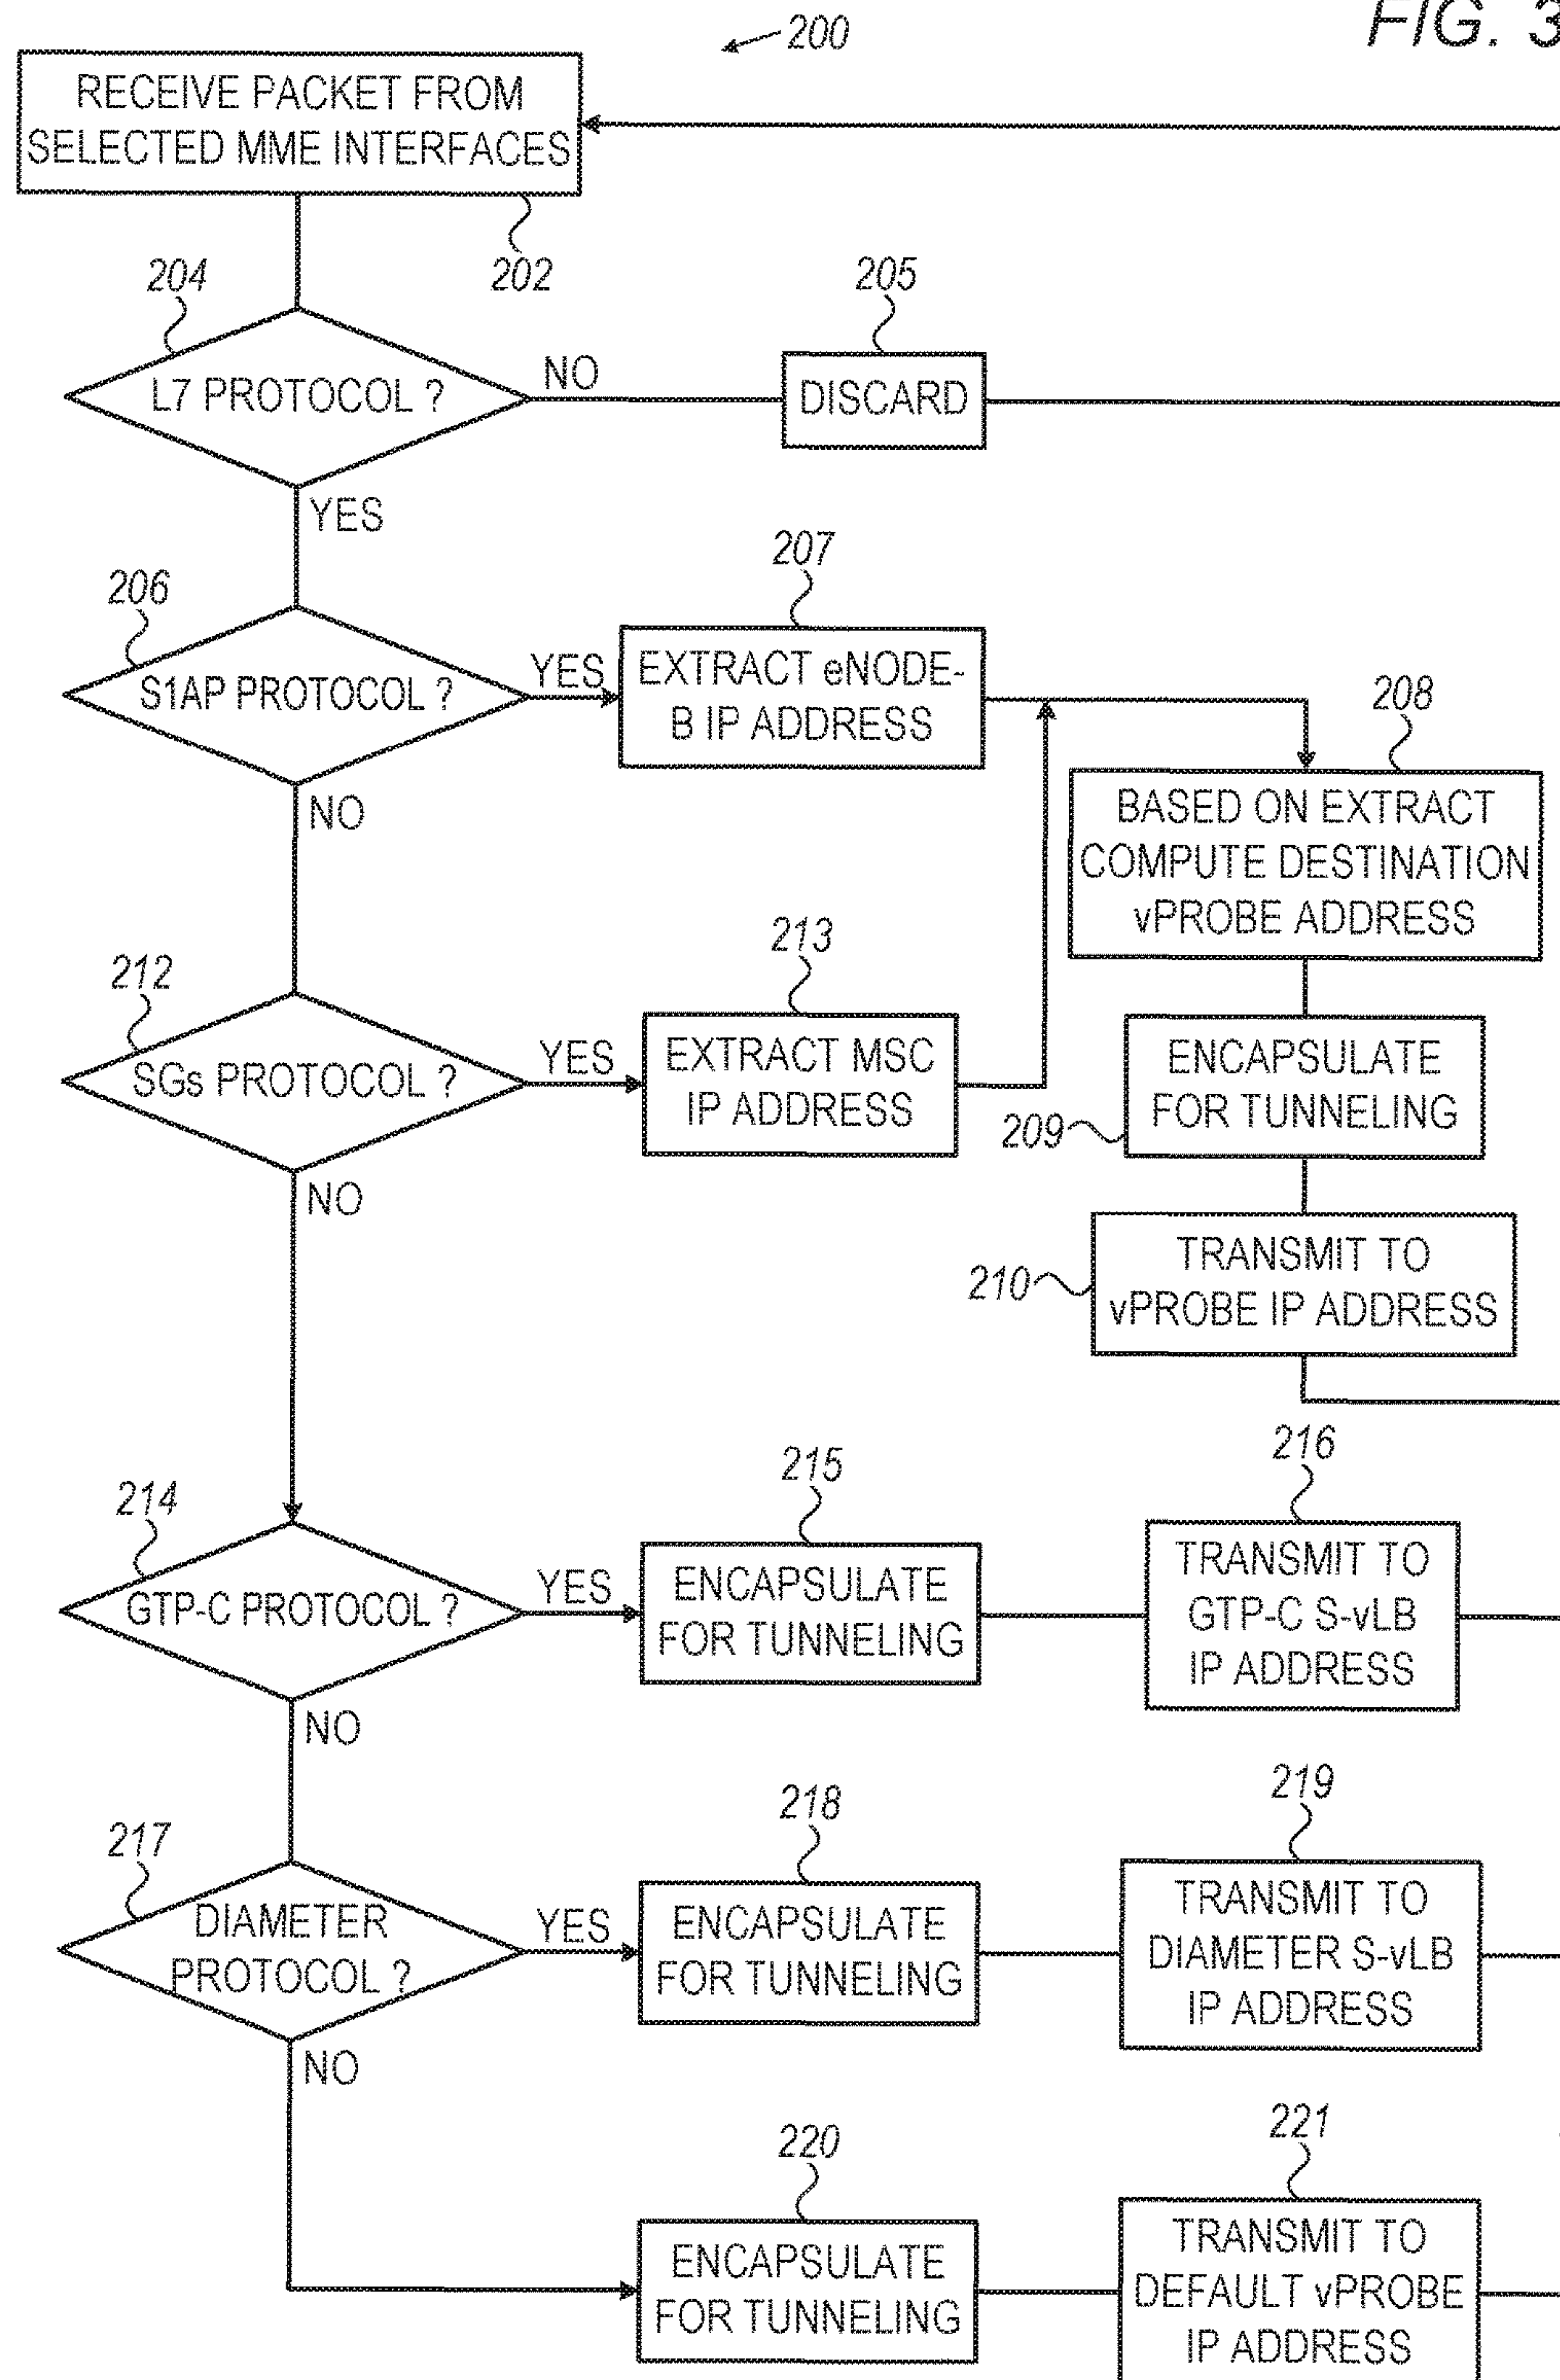 FIG. 3
200
RECEIVE PACKET FROM
SELECTED MME INTERFACES
202
204
L7 PROTOCOL ?
NO
205
DISCARD
YES
206
S1AP PROTOCOL ?
YES
207
EXTRACT eNODE-
B IP ADDRESS
208
BASED ON EXTRACT
COMPUTE DESTINATION
vPROBE ADDRESS
NO
212
SGs PROTOCOL ?
YES
213
EXTRACT MSC
IP ADDRESS
209
ENCAPSULATE
FOR TUNNELING
NO
210
TRANSMIT TO
vPROBE IP ADDRESS
214
GTP-C PROTOCOL ?
YES
215
ENCAPSULATE
FOR TUNNELING
216
TRANSMIT TO
GTP-C S-vLB
IP ADDRESS
NO
217
DIAMETER
PROTOCOL ?
YES
218
ENCAPSULATE
FOR TUNNELING
219
TRANSMIT TO
DIAMETER S-vLB
IP ADDRESS
NO
220
ENCAPSULATE
FOR TUNNELING
221
TRANSMIT TO
DEFAULT vPROBE
IP ADDRESS